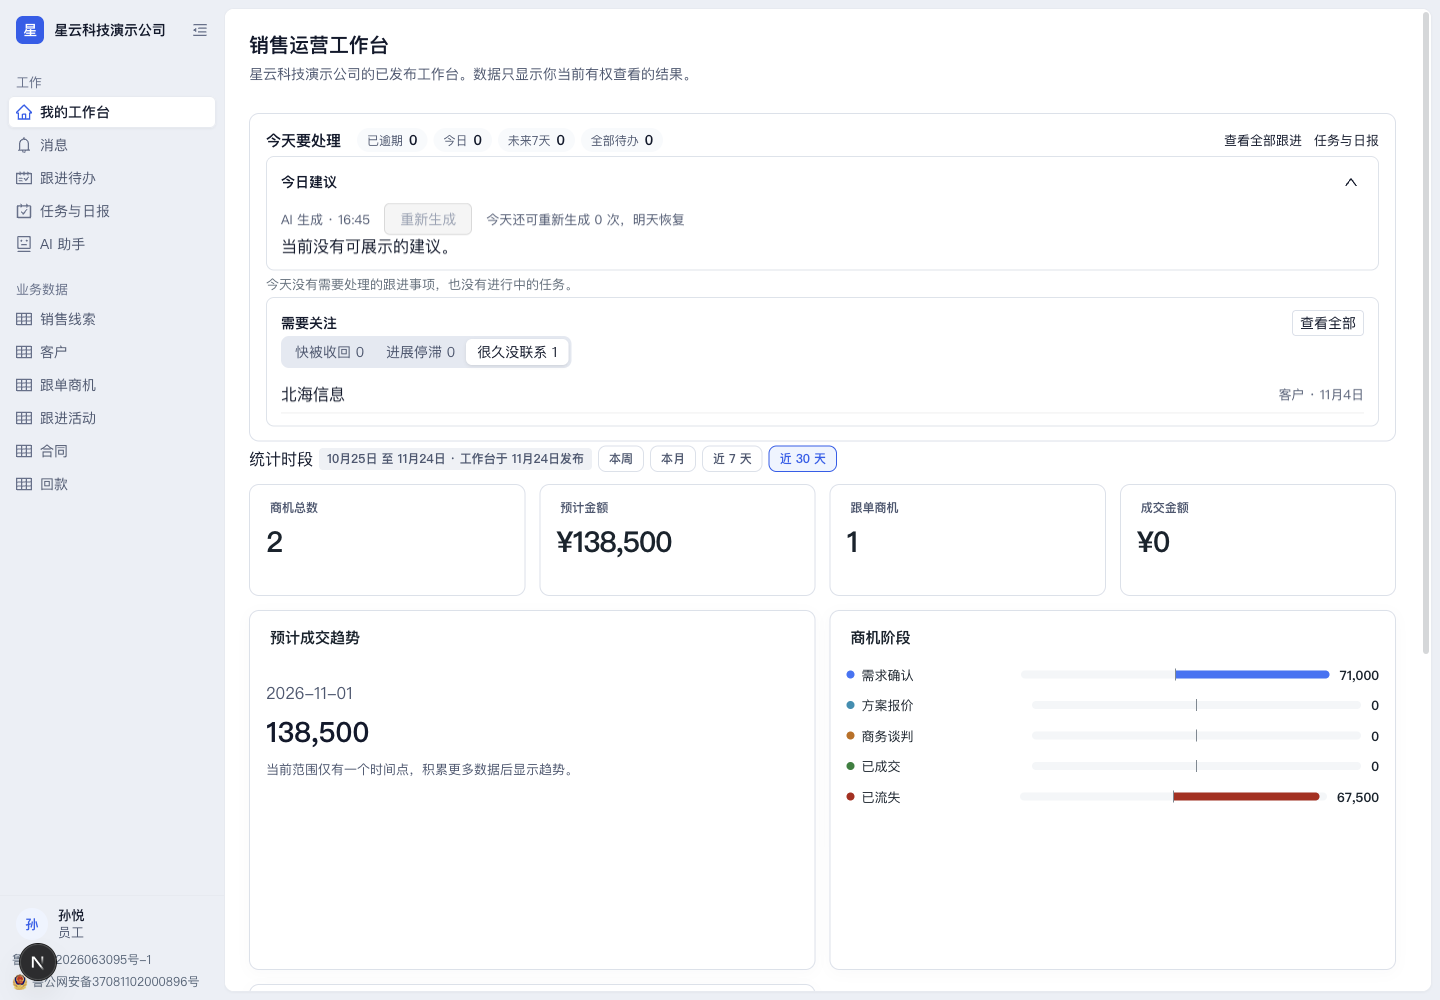 星 星云科技演示公司
工作
我的工作台
消息
跟进待办
任务与日报
AI 助手
业务数据
销售线索
客户
跟单商机
跟进活动
合同
回款
孙 孙悦
员工
2026063095号-1
鲁公网安备37081102000896号
N
销售运营工作台
星云科技演示公司的已发布工作台。数据只显示你当前有权查看的结果。
今天要处理 已逾期 0 今日 0 未来7天 0 全部待办 0 查看全部跟进 任务与日报
今日建议
AI 生成 · 16:45 重新生成 今天还可重新生成 0 次，明天恢复
当前没有可展示的建议。
今天没有需要处理的跟进事项，也没有进行中的任务。
需要关注 查看全部
快被收回 0 进展停滞 0 很久没联系 1
北海信息 客户 · 11月4日
统计时段 10月25日 至 11月24日 · 工作台于 11月24日发布 本周 本月 近 7 天 近 30 天
商机总数 预计金额 跟单商机 成交金额
2 ¥138,500 1 ¥0
预计成交趋势
2026-11-01
138,500
当前范围仅有一个时间点，积累更多数据后显示趋势。
商机阶段
需求确认 71,000
方案报价 0
商务谈判 0
已成交 0
已流失 67,500